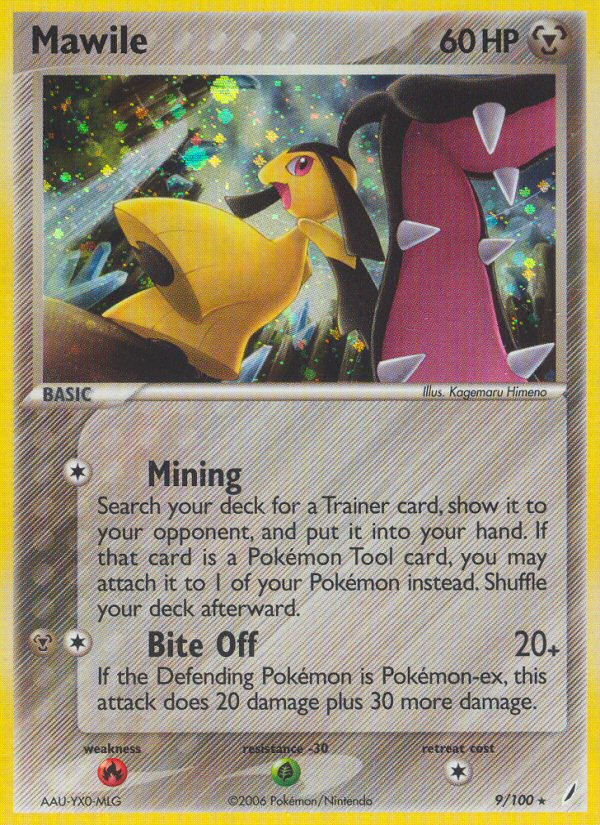 Mawile 60 HP
BASIC Illus. Kagemaru Himeno
Mining
Search your deck for a Trainer card, show it to
your opponent, and put it into your hand. If
that card is a Pokémon Tool card, you may
attach it to 1 of your Pokémon instead. Shuffle
your deck afterward.
Bite Off 20+
If the Defending Pokémon is Pokémon-ex, this
attack does 20 damage plus 30 more damage.
weakness resistance -30 retreat cost
AAU-YX0-MLG ©2006 Pokémon/Nintendo 9/100 ★